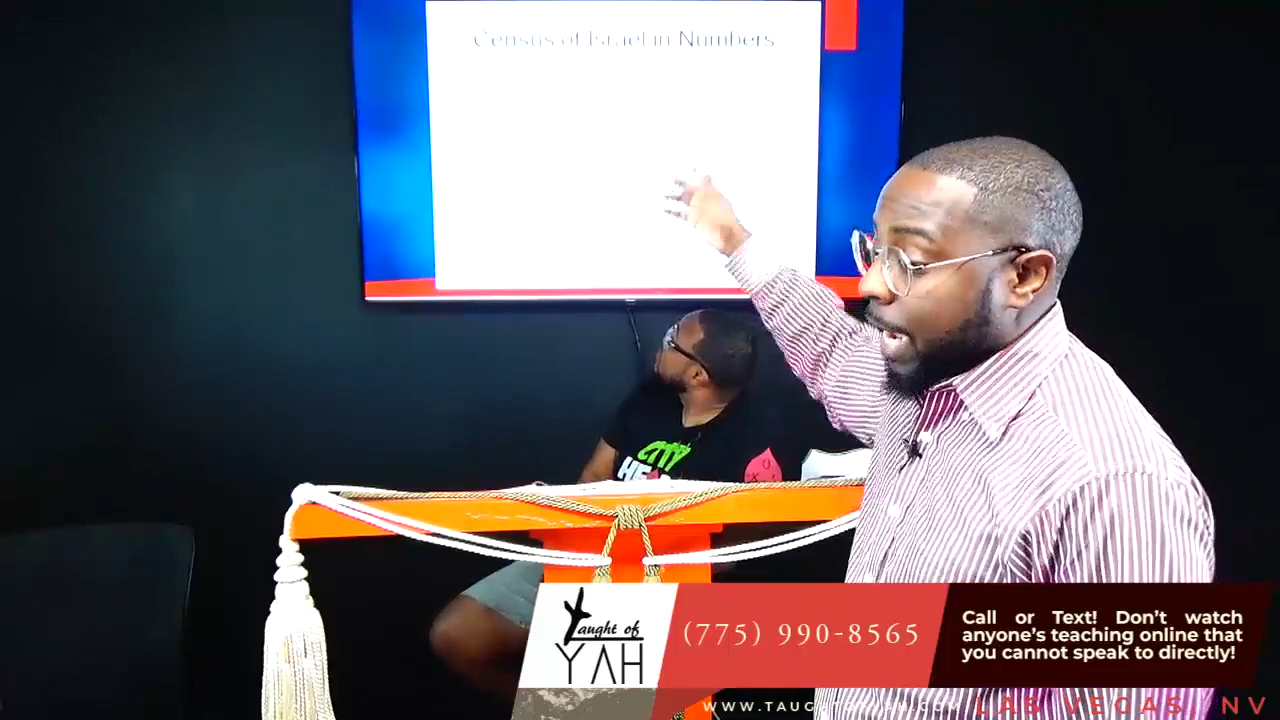 Census of Israel in Numbers
CITY
Taught of
YAH
(775) 990-8565
Call or Text! Don't watch
anyone's teaching online that
you cannot speak to directly!
LAS VEGAS, NV